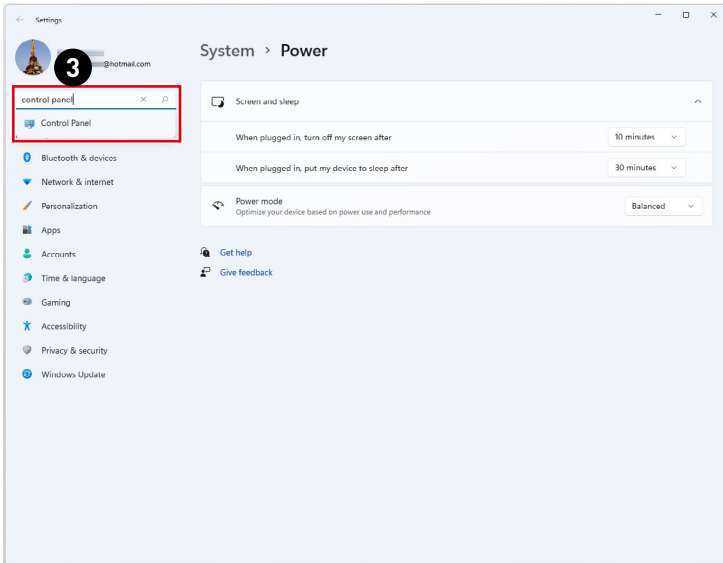 Settings
System > Power
3
@hotmail.com
control panel
Control Panel
Screen and sleep
When plugged in, turn off my screen after
10 minutes
When plugged in, put my device to sleep after
30 minutes
Power mode
Optimize your device based on power use and performance
Balanced
Get help
Give feedback
Bluetooth & devices
Network & internet
Personalization
Apps
Accounts
Time & language
Gaming
Accessibility
Privacy & security
Windows Update